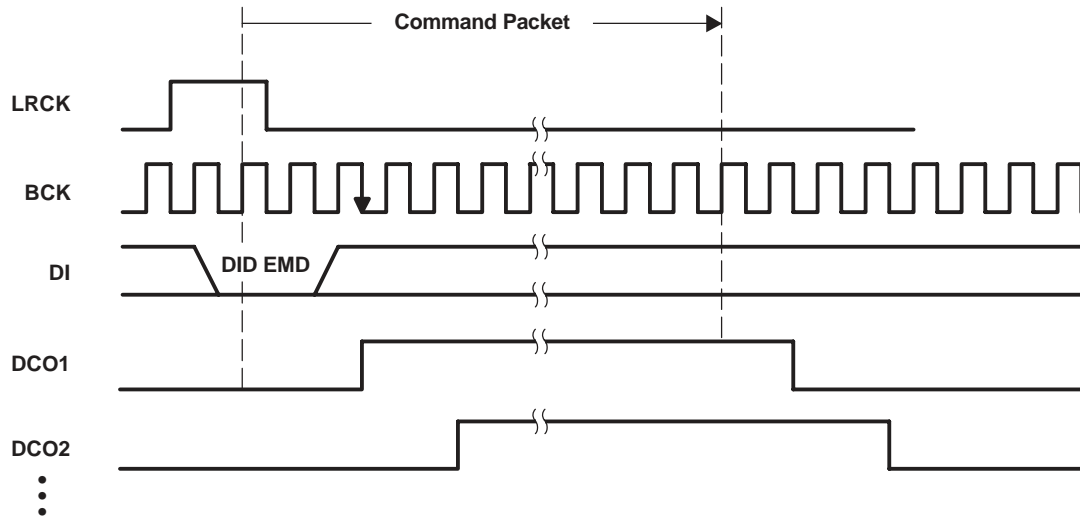 Command Packet
LRCK
BCK
DI
DID EMD
DCO1
DCO2